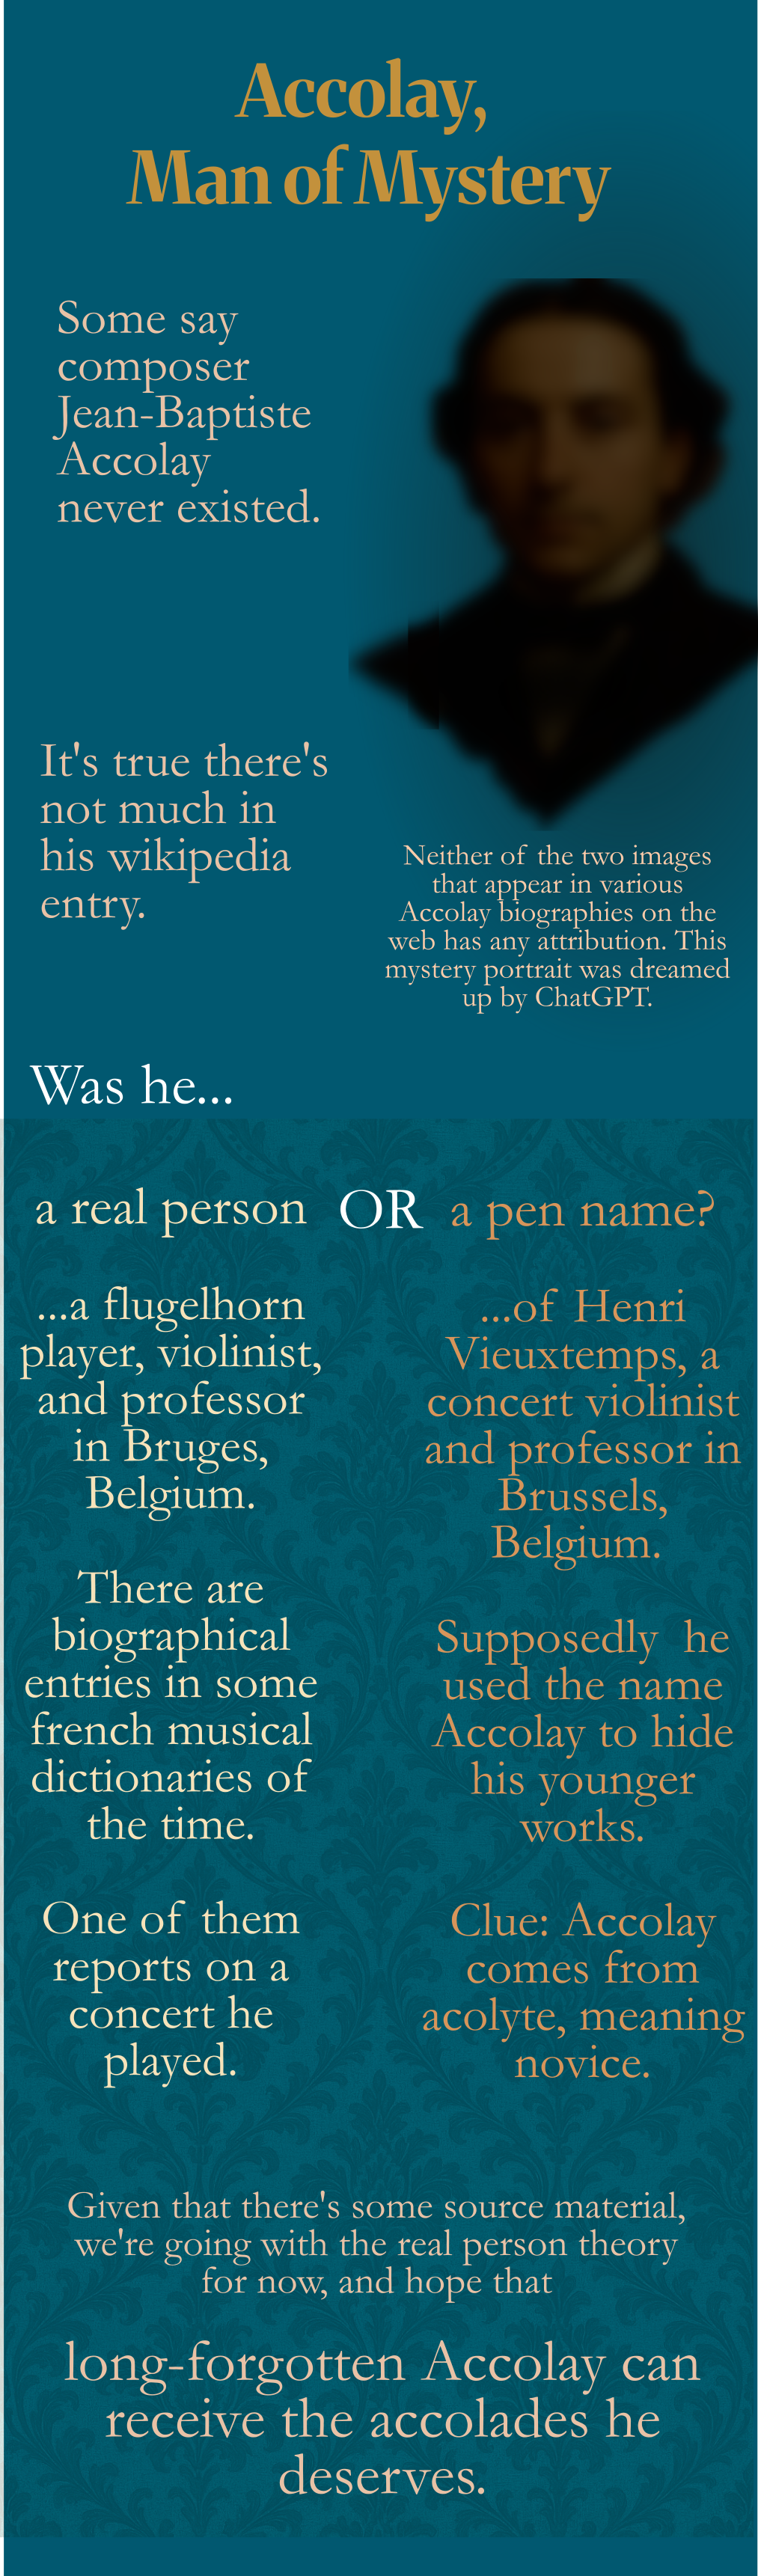 Accolay,
Man of Mystery
Some say
composer
Jean-Baptiste
Accolay
never existed.
It's true there's
not much in
his wikipedia
entry.
Neither of the two images
that appear in various
Accolay biographies on the
web has any attribution. This
mystery portrait was dreamed
up by ChatGPT.
Was he...
a real person OR a pen name?
...a flugelhorn
player, violinist,
and professor
in Bruges,
Belgium.
There are
biographical
entries in some
french musical
dictionaries of
the time.
One of them
reports on a
concert he
played.
...of Henri
Vieuxtemps, a
concert violinist
and professor in
Brussels,
Belgium.
Supposedly he
used the name
Accolay to hide
his younger
works.
Clue: Accolay
comes from
acolyte, meaning
novice.
Given that there's some source material,
we're going with the real person theory
for now, and hope that
long-forgotten Accolay can
receive the accolades he
deserves.